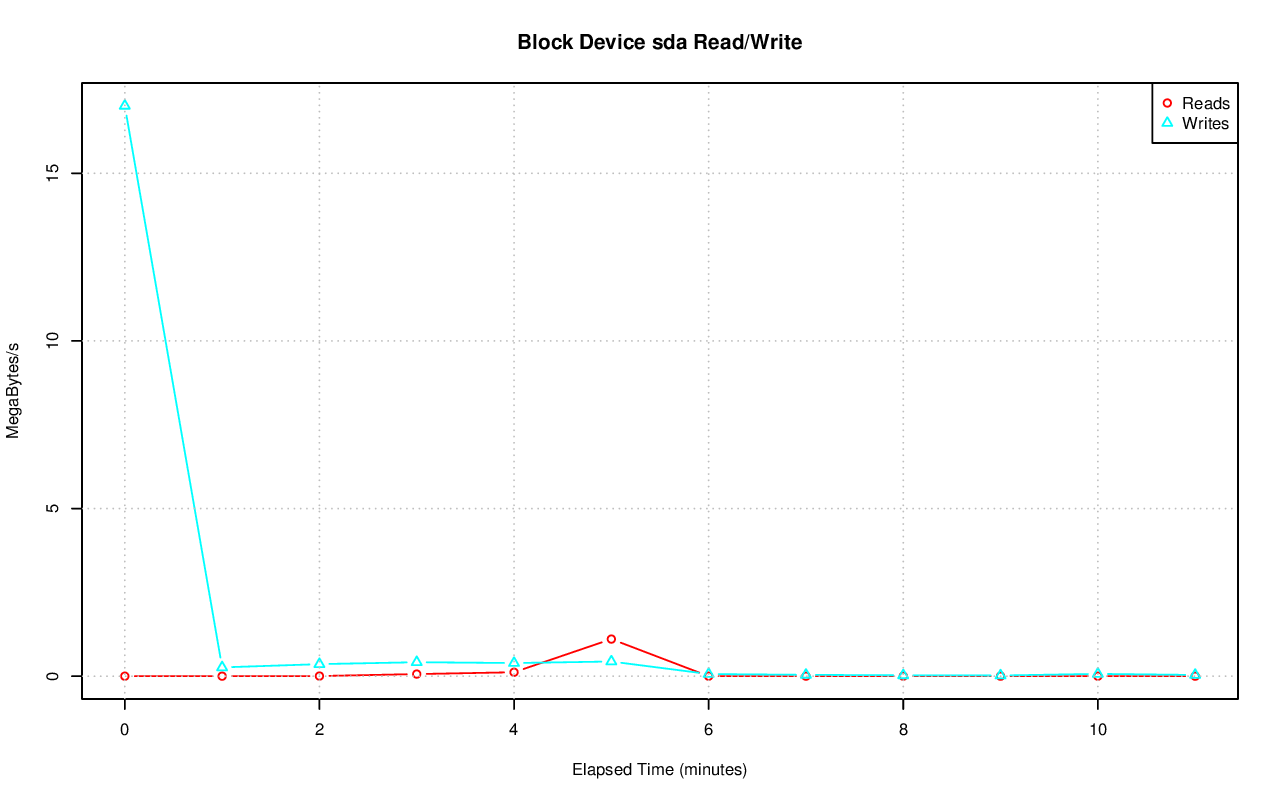 Block Device sda Read/Write
Reads
Writes
MegaBytes/s
15
10
5
0
0 2 4 6 8 10
Elapsed Time (minutes)